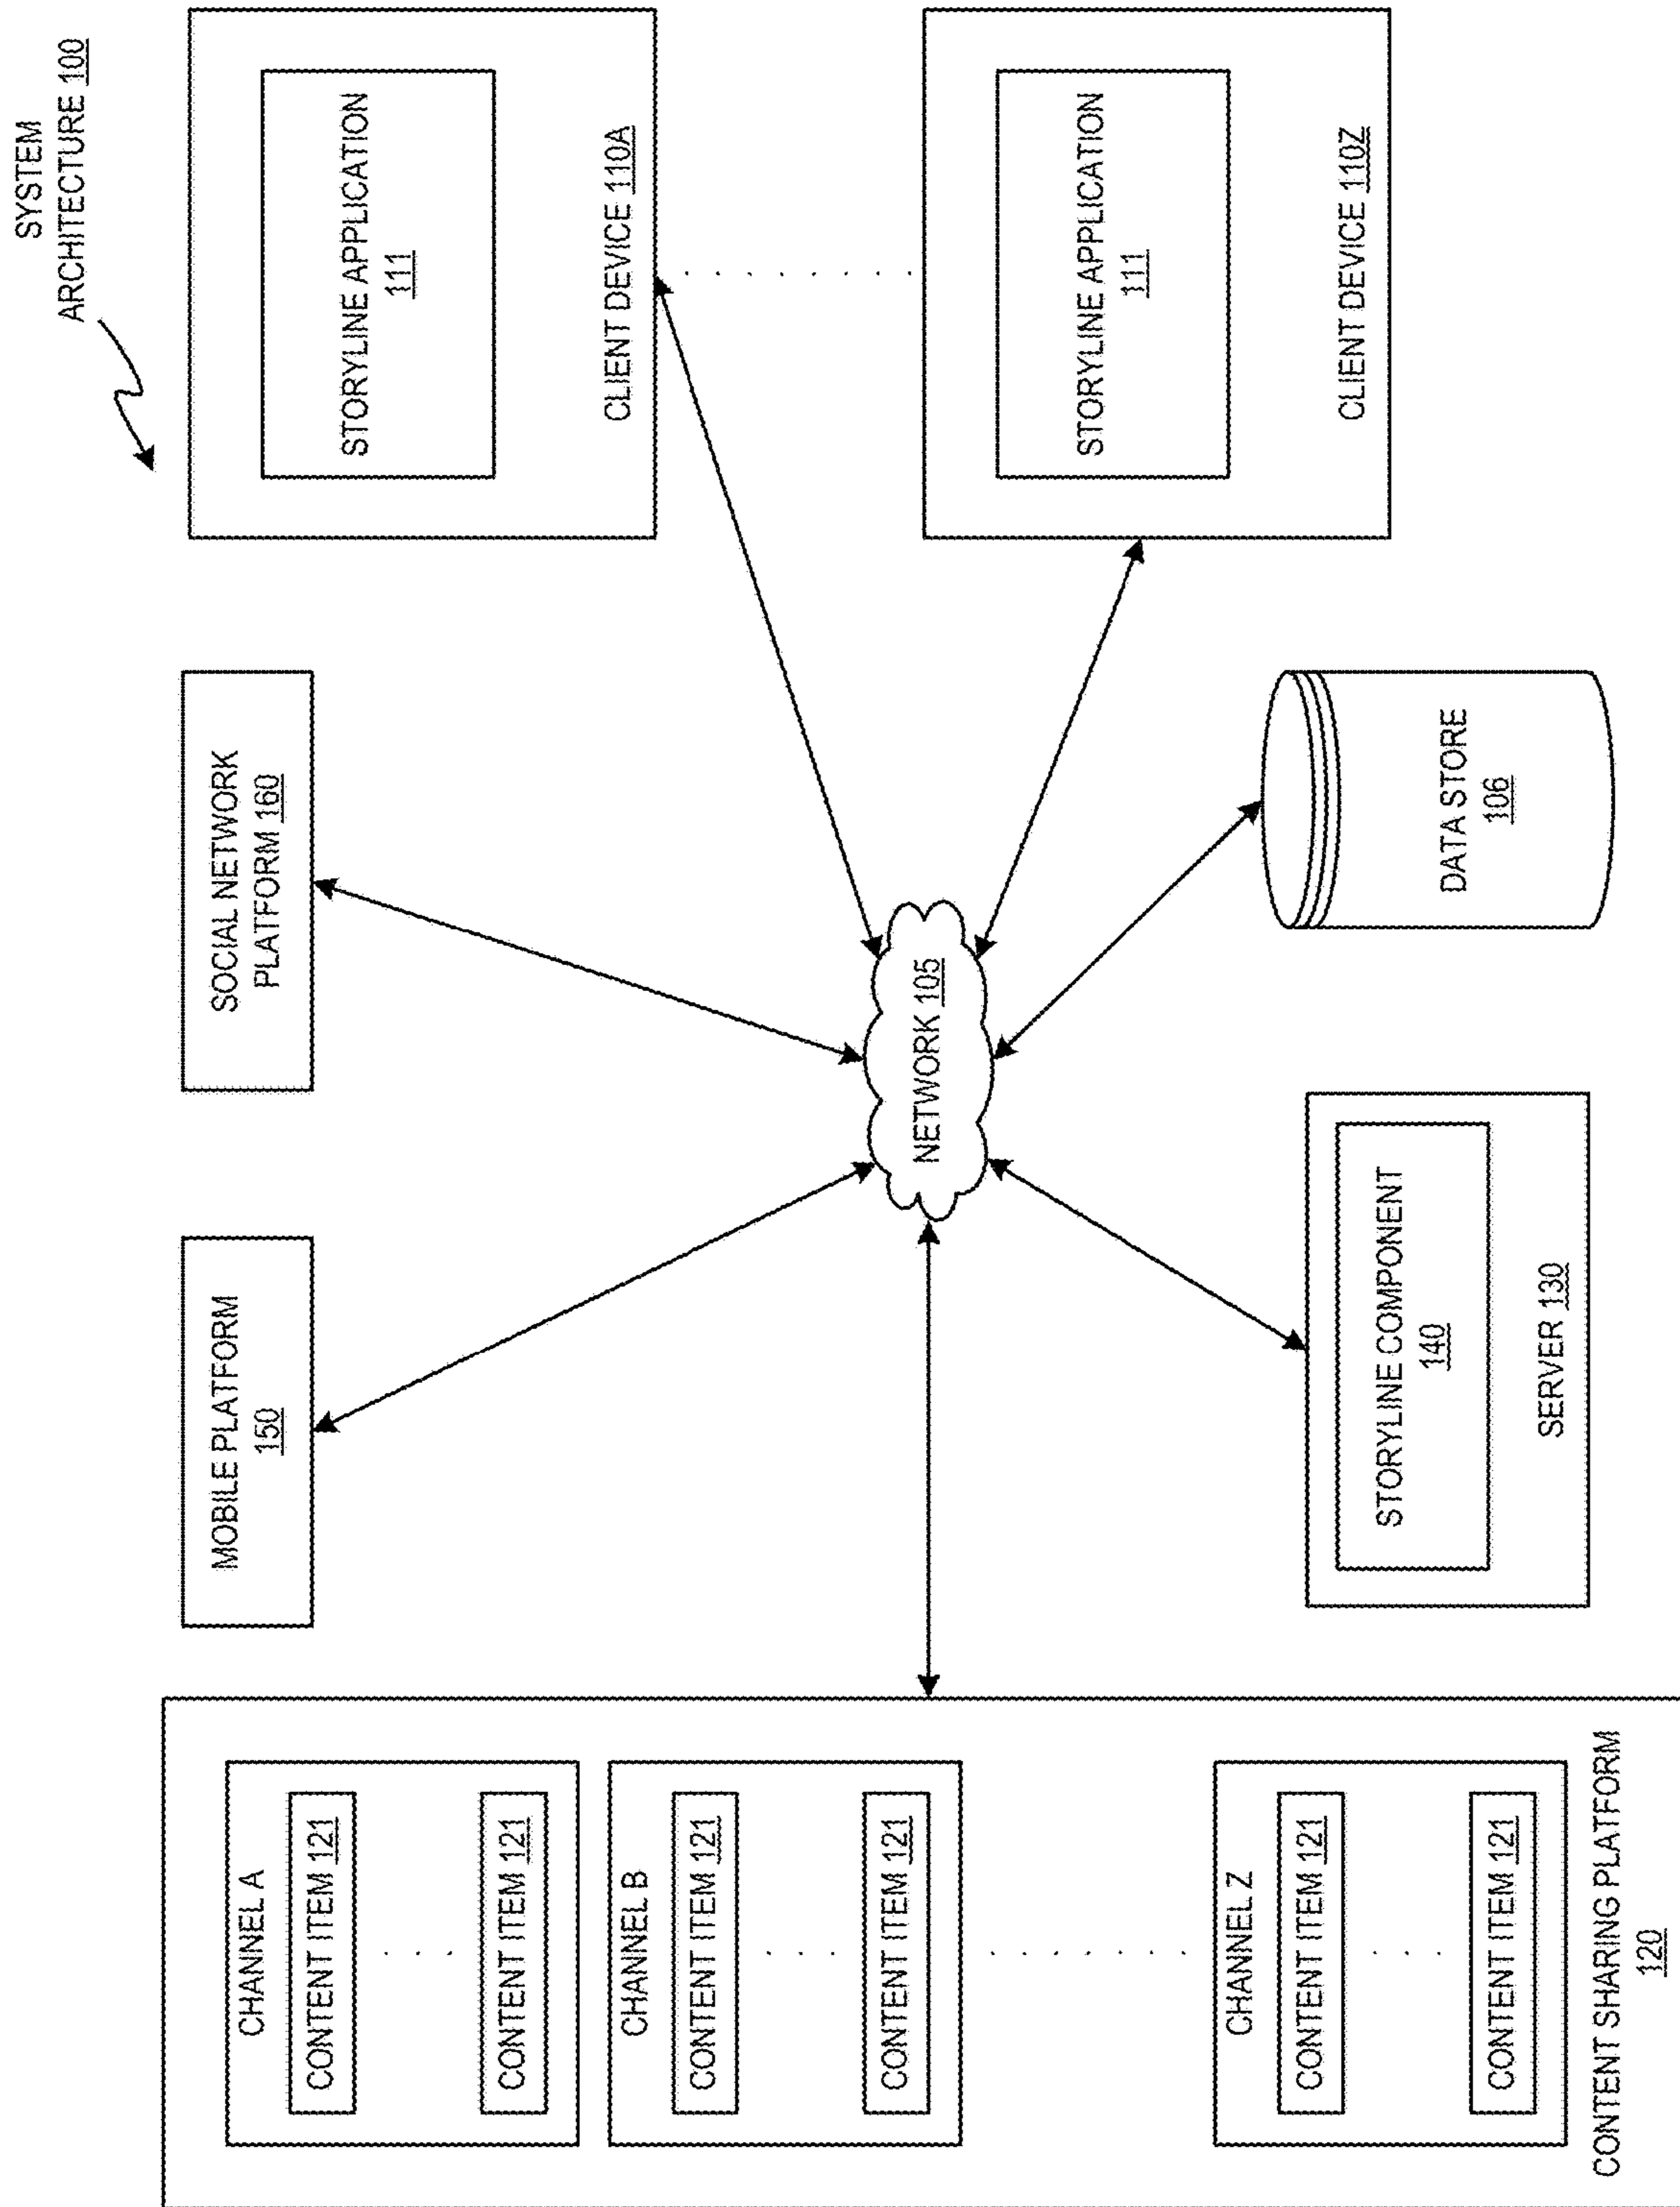 SYSTEM
ARCHITECTURE 100
CHANNEL A
CONTENT ITEM 121
CONTENT ITEM 121
CHANNEL B
CONTENT ITEM 121
CONTENT ITEM 121
CHANNEL Z
CONTENT ITEM 121
CONTENT ITEM 121
CONTENT SHARING PLATFORM
120
MOBILE PLATFORM
150
SOCIAL NETWORK
PLATFORM 160
NETWORK 105
STORYLINE COMPONENT
140
SERVER 130
DATA STORE
106
STORYLINE APPLICATION
111
CLIENT DEVICE 110A
STORYLINE APPLICATION
111
CLIENT DEVICE 110Z